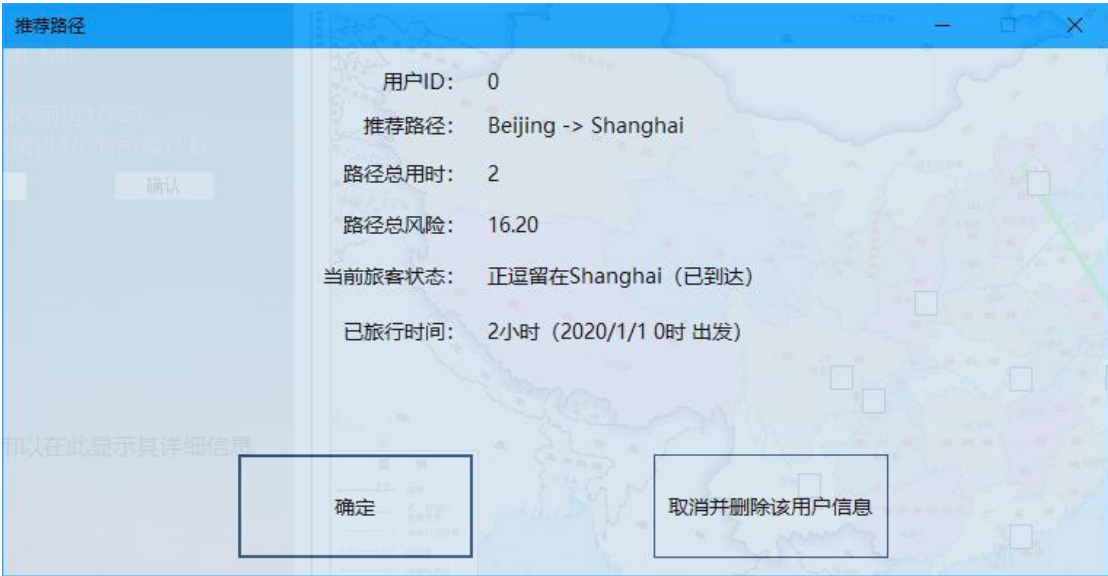 推荐路径
用户ID： 0
推荐路径： Beijing -> Shanghai
确认
路径总用时： 2
路径总风险： 16.20
当前旅客状态： 正逗留在Shanghai（已到达）
已旅行时间： 2小时（2020/1/1 0时 出发）
市以在此显示其详细信息
确定
取消并删除该用户信息